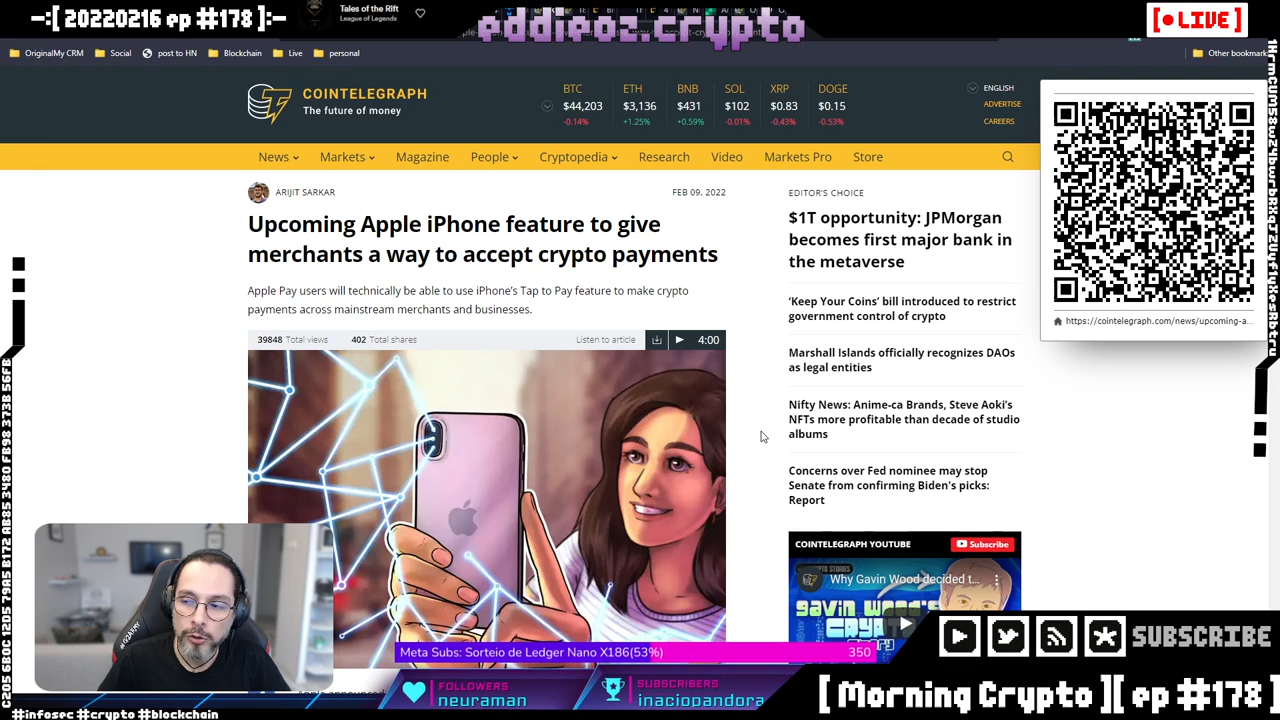 -:[ 20220216 ep #178 ]:-
Tales of the Rift
League of Legends
eddieoz.crypto
[ LIVE ]
OriginalMy CRM
Social
post to HN
Blockchain
Live
personal
Other bookmark
COINTELEGRAPH
The future of money
BTC ETH BNB SOL XRP DOGE
$44,203 $3,136 $431 $102 $0.83 $0.15
-0.14% +1.25% +0.59% -0.01% -0.43% -0.53%
ENGLISH
ADVERTISE
CAREERS
News Markets Magazine People Cryptopedia Research Video Markets Pro Store
ARIJIT SARKAR
FEB 09, 2022
Upcoming Apple iPhone feature to give
merchants a way to accept crypto payments
Apple Pay users will technically be able to use iPhone's Tap to Pay feature to make crypto
payments across mainstream merchants and businesses.
39848 Total views 402 Total shares
Listen to article 4:00
EDITOR'S CHOICE
$1T opportunity: JPMorgan
becomes first major bank in
the metaverse
'Keep Your Coins' bill introduced to restrict
government control of crypto
Marshall Islands officially recognizes DAOs
as legal entities
Nifty News: Anime-ca Brands, Steve Aoki's
NFTs more profitable than decade of studio
albums
Concerns over Fed nominee may stop
Senate from confirming Biden's picks:
Report
COINTELEGRAPH YOUTUBE
Subscribe
Why Gavin Wood decided t...
https://cointelegraph.com/news/upcoming-a...
Meta Subs: Sorteio de Ledger Nano X186(53%) 350
FOLLOWERS
neuraman
SUBSCRIBERS
inaciopandora
SUBSCRIBE
[ Morning Crypto ][ ep #178 ]
#infosec #crypto #blockchain